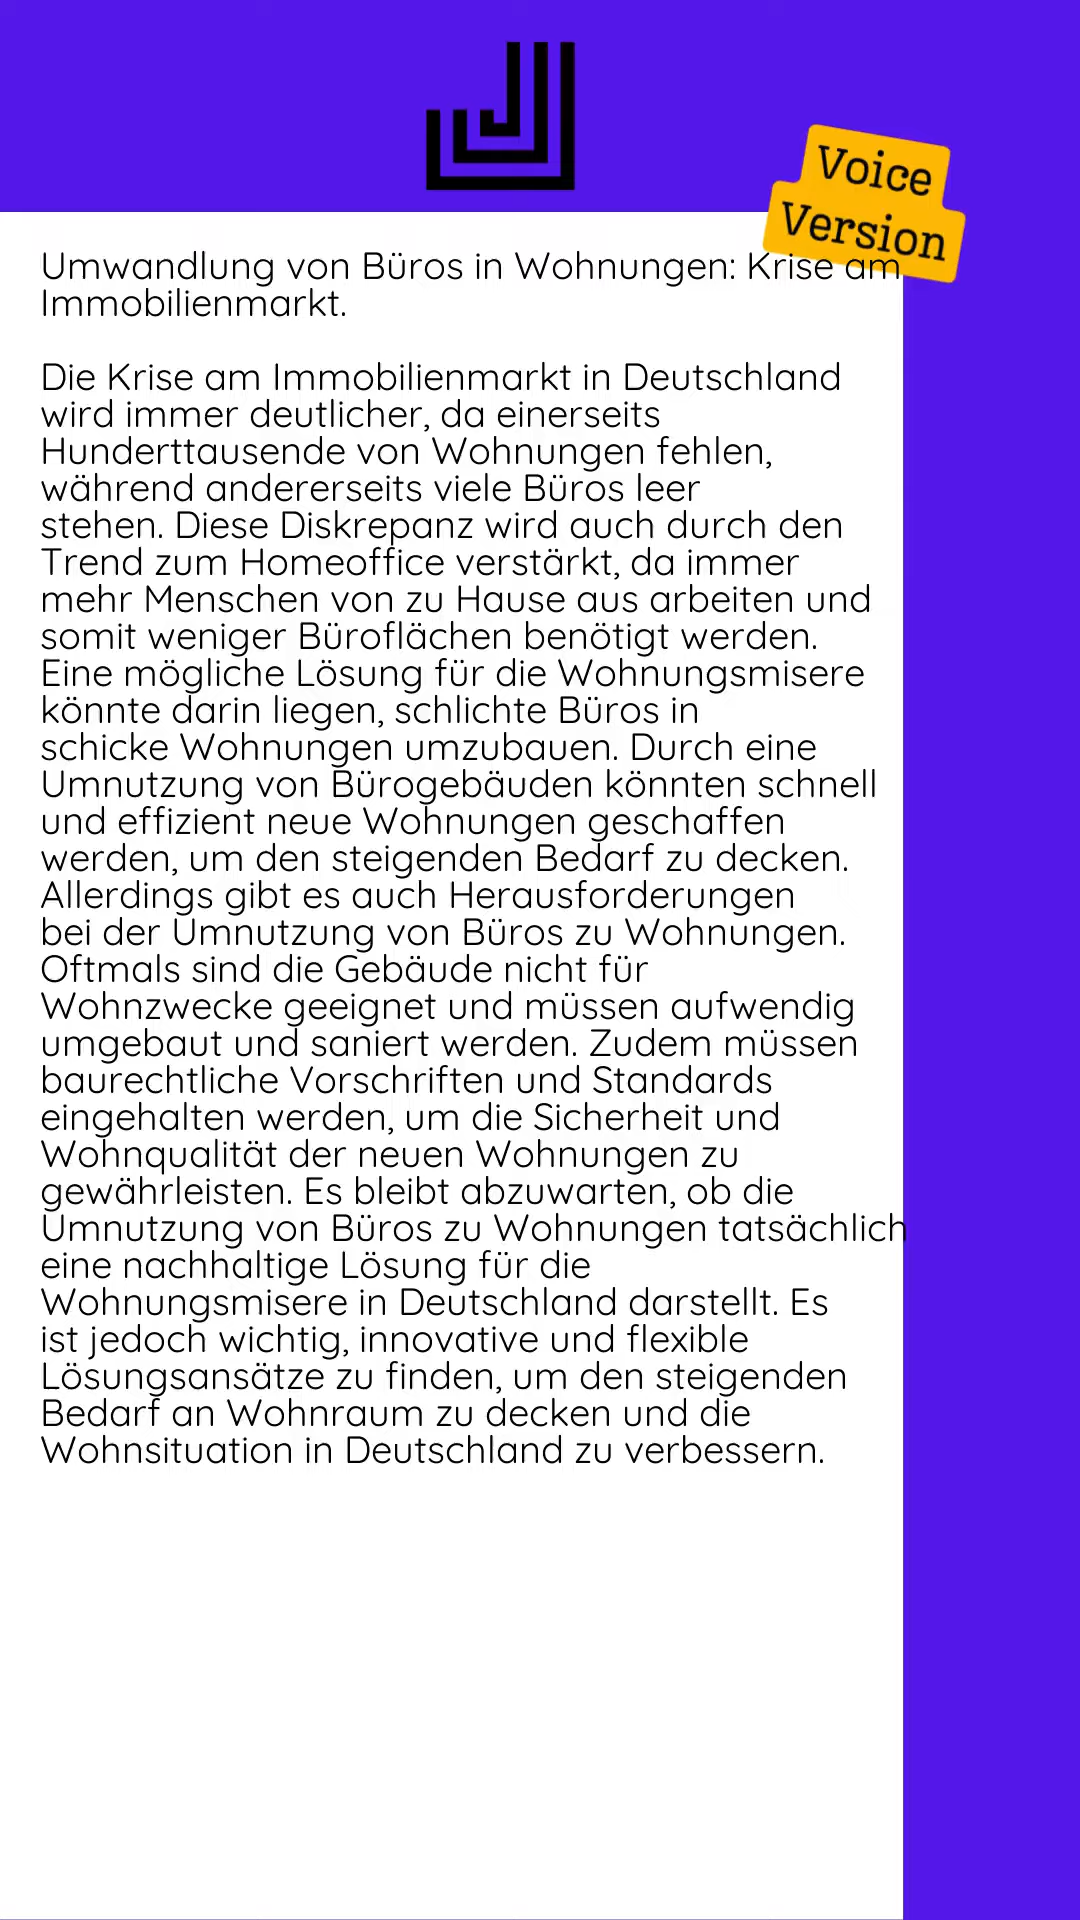 Voice
Version
Umwandlung von Büros in Wohnungen: Krise am
Immobilienmarkt.
Die Krise am Immobilienmarkt in Deutschland
wird immer deutlicher, da einerseits
Hunderttausende von Wohnungen fehlen,
während andererseits viele Büros leer
stehen. Diese Diskrepanz wird auch durch den
Trend zum Homeoffice verstärkt, da immer
mehr Menschen von zu Hause aus arbeiten und
somit weniger Büroflächen benötigt werden.
Eine mögliche Lösung für die Wohnungsmisere
könnte darin liegen, schlichte Büros in
schicke Wohnungen umzubauen. Durch eine
Umnutzung von Bürogebäuden könnten schnell
und effizient neue Wohnungen geschaffen
werden, um den steigenden Bedarf zu decken.
Allerdings gibt es auch Herausforderungen
bei der Umnutzung von Büros zu Wohnungen.
Oftmals sind die Gebäude nicht für
Wohnzwecke geeignet und müssen aufwendig
umgebaut und saniert werden. Zudem müssen
baurechtliche Vorschriften und Standards
eingehalten werden, um die Sicherheit und
Wohnqualität der neuen Wohnungen zu
gewährleisten. Es bleibt abzuwarten, ob die
Umnutzung von Büros zu Wohnungen tatsächlich
eine nachhaltige Lösung für die
Wohnungsmisere in Deutschland darstellt. Es
ist jedoch wichtig, innovative und flexible
Lösungsansätze zu finden, um den steigenden
Bedarf an Wohnraum zu decken und die
Wohnsituation in Deutschland zu verbessern.